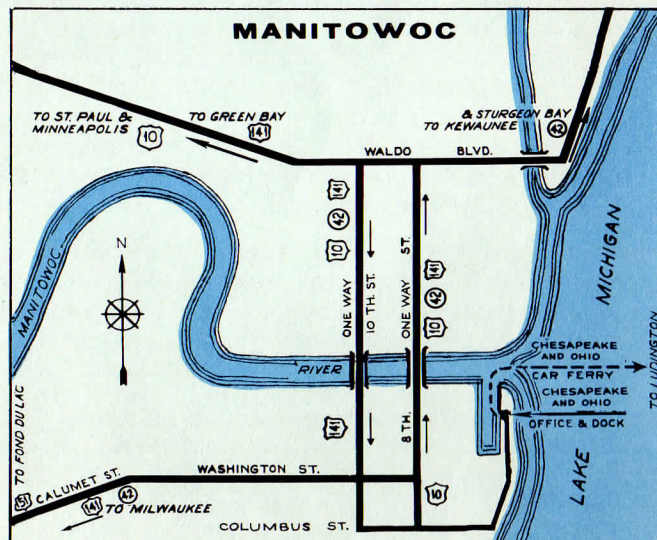 MANITOWOC
TO ST. PAUL &
MINNEAPOLIS
10
TO GREEN BAY
141
& STURGEON BAY
TO KEWAUNEE
42
WALDO BLVD.
141
42
10
ONE WAY
10 TH. ST.
ONE WAY ST.
8 TH.
141
42
10
N
MANITOWOC
RIVER
MICHIGAN
LAKE
CHESAPEAKE
AND OHIO
CAR FERRY
TO LUDINGTON
CHESAPEAKE
AND OHIO
OFFICE & DOCK
141
10
TO FOND DU LAC
151
CALUMET ST.
WASHINGTON ST.
42
141
TO MILWAUKEE
COLUMBUS ST.